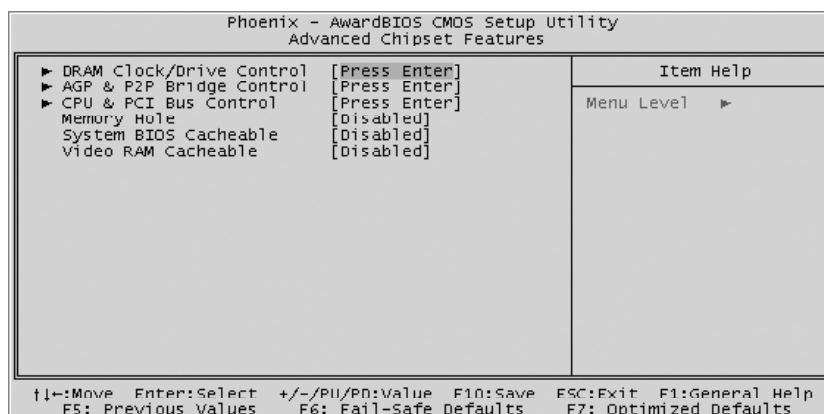 Phoenix - AwardBIOS CMOS Setup Utility
Advanced Chipset Features
► DRAM Clock/Drive Control [Press Enter]
► AGP & P2P Bridge Control [Press Enter]
► CPU & PCI Bus Control [Press Enter]
Memory Hole [Disabled]
System BIOS Cacheable [Disabled]
Video RAM Cacheable [Disabled]
Item Help
Menu Level ►
↑↓←:Move Enter:Select +/-/PU/PD:Value F10:Save ESC:Exit F1:General Help
F5: Previous Values F6: Fail-Safe Defaults F7: Optimized Defaults